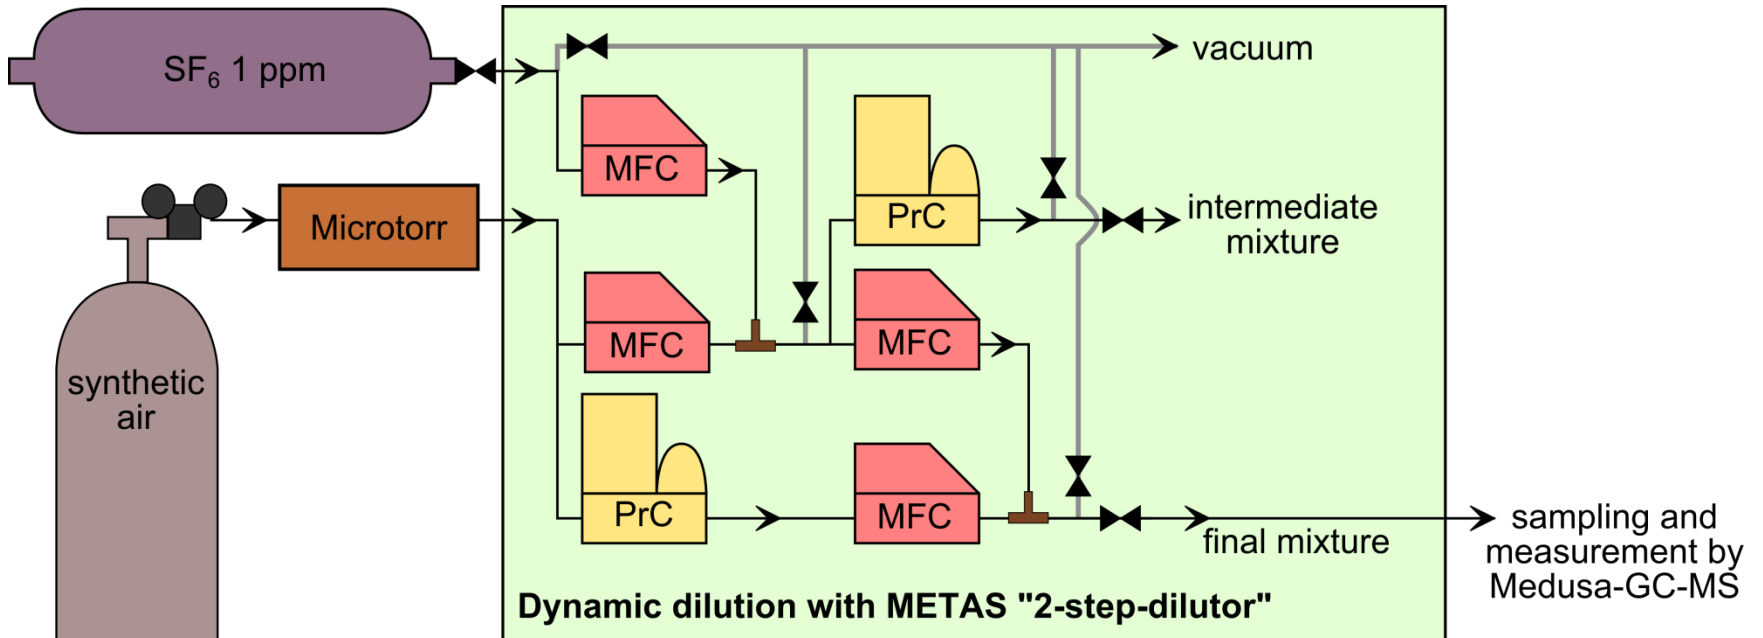 SF₆ 1 ppm
vacuum
MFC
intermediate
mixture
PrC
Microtorr
MFC
MFC
synthetic
air
PrC
MFC
final mixture
sampling and
measurement by
Medusa-GC-MS
Dynamic dilution with METAS "2-step-dilutor"